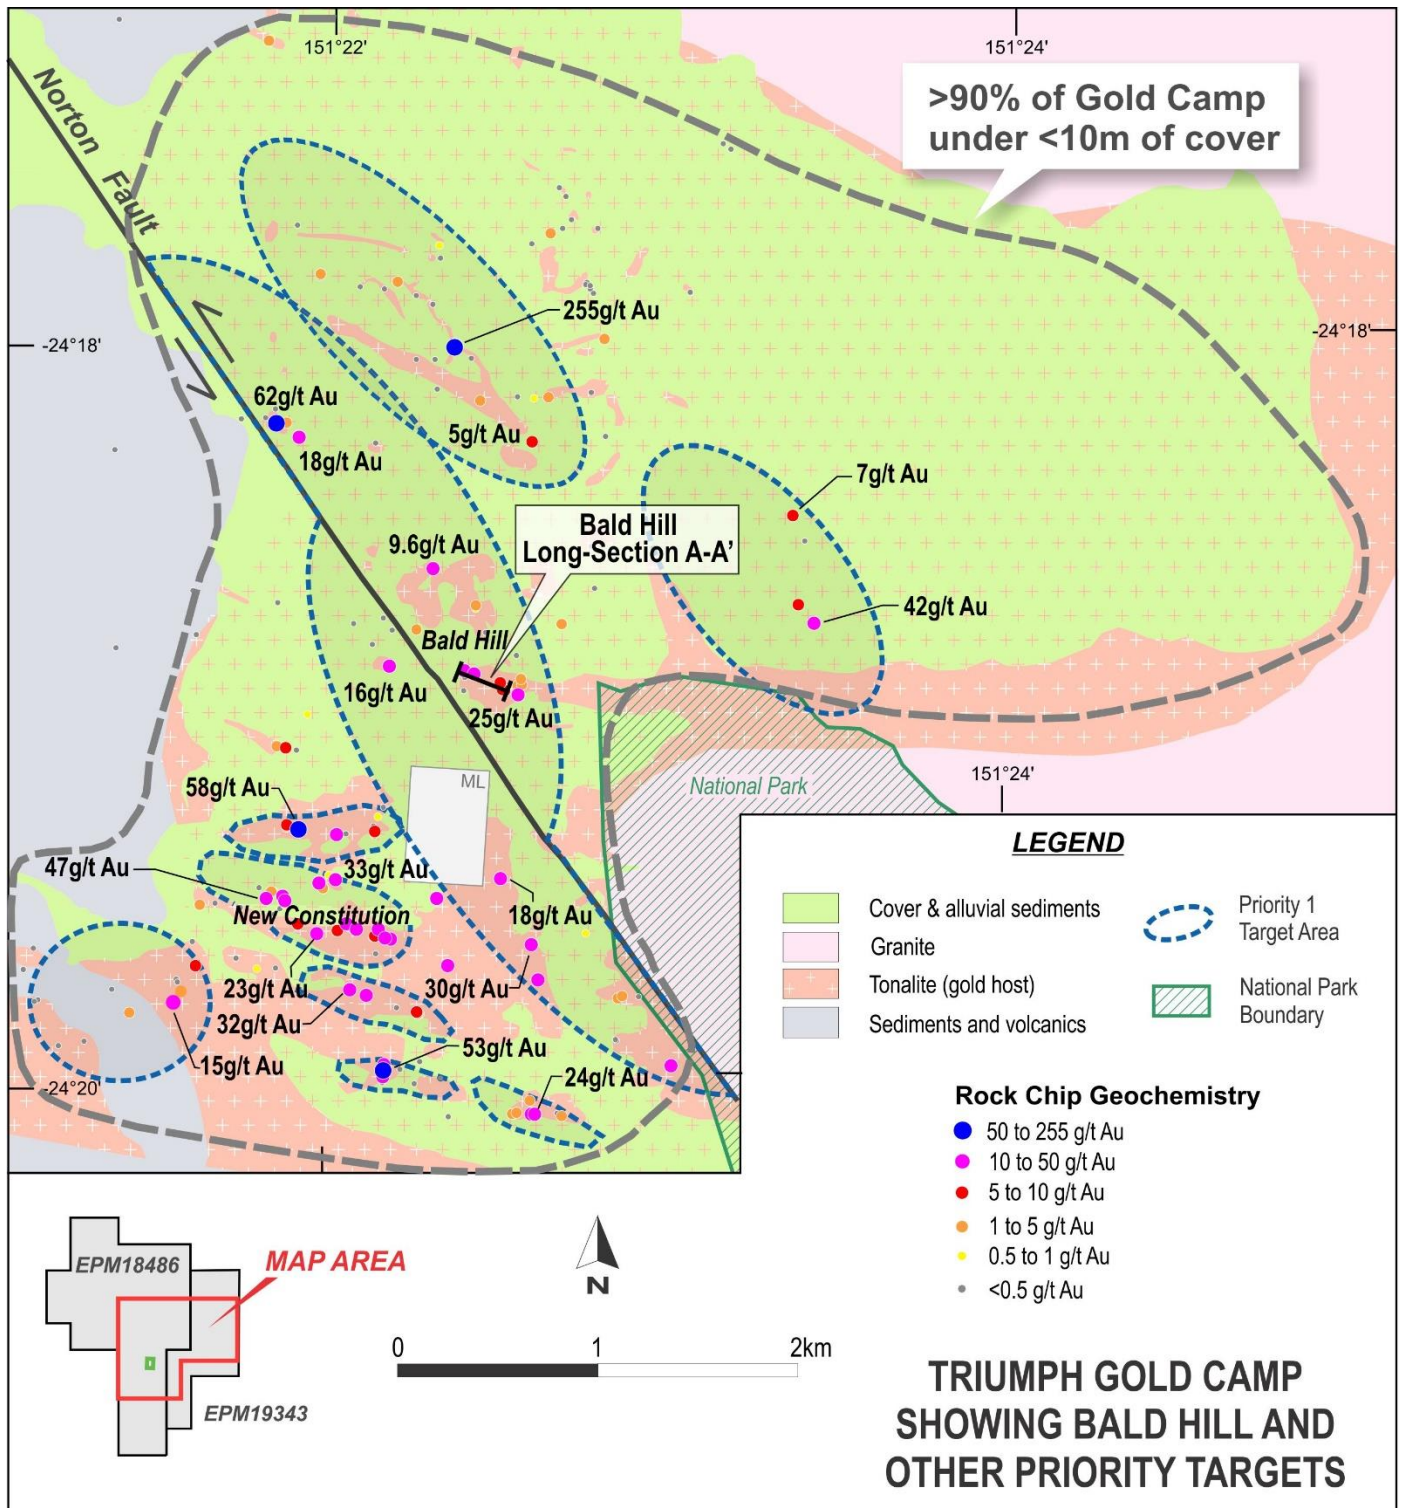 151°22'
151°24'
Norton
Fault
>90% of Gold Camp
under <10m of cover
255g/t Au
-24°18'
-24°18'
62g/t Au
18g/t Au
5g/t Au
7g/t Au
Bald Hill
Long-Section A-A’
9.6g/t Au
42g/t Au
Bald Hill
16g/t Au
25g/t Au
ML
National Park
151°24'
58g/t Au
47g/t Au
33g/t Au
New Constitution
18g/t Au
23g/t Au
30g/t Au
32g/t Au
53g/t Au
15g/t Au
24g/t Au
-24°20'
LEGEND
Cover & alluvial sediments
Granite
Tonalite (gold host)
Sediments and volcanics
Priority 1
Target Area
National Park
Boundary
Rock Chip Geochemistry
50 to 255 g/t Au
10 to 50 g/t Au
5 to 10 g/t Au
1 to 5 g/t Au
0.5 to 1 g/t Au
<0.5 g/t Au
EPM18486
MAP AREA
EPM19343
N
0 1 2km
TRIUMPH GOLD CAMP
SHOWING BALD HILL AND
OTHER PRIORITY TARGETS